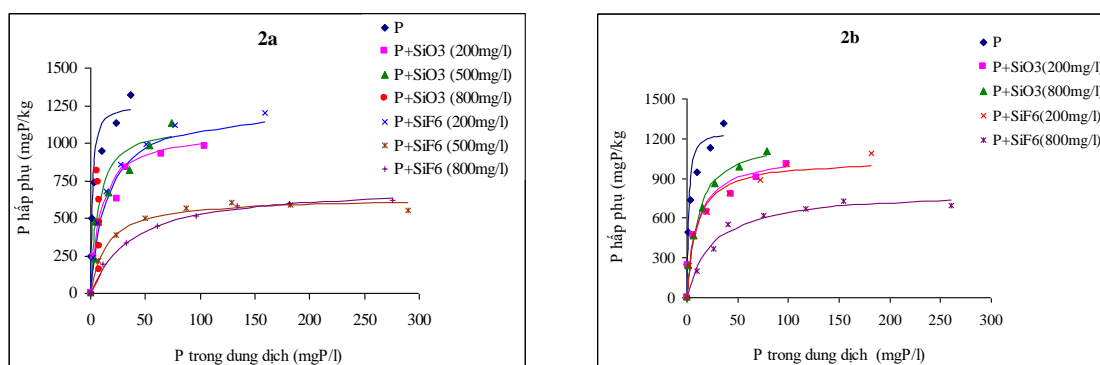 2a
P
P+SiO3 (200mg/l)
P+SiO3 (500mg/l)
P+SiO3 (800mg/l)
P+SiF6 (200mg/l)
P+SiF6 (500mg/l)
P+SiF6 (800mg/l)
P hấp phụ (mgP/kg
1500
1250
1000
750
500
250
0
0 50 100 150 200 250 300
P trong dung dịch (mgP/l)
2b
P
P+SiO3(200mg/l)
P+SiO3(800mg/l)
P+SiF6(200mg/l)
P+SiF6(800mg/l)
P hấp phụ (mgP/kg
1500
1200
900
600
300
0
0 50 100 150 200 250 300
P trong dung dịch (mgP/l)